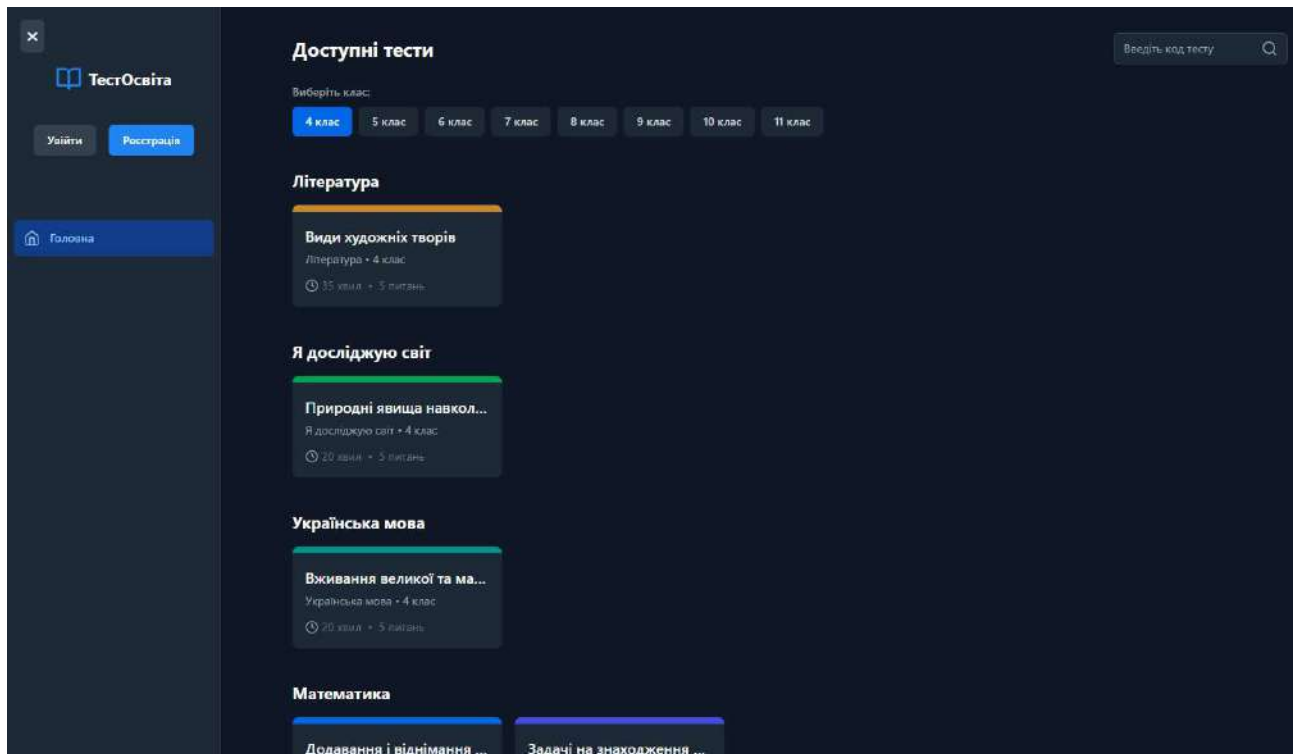 ТестОсвіта
Увійти
Реєстрація
Головна
Доступні тести
Введіть код тесту
Виберіть клас:
4 клас 5 клас 6 клас 7 клас 8 клас 9 клас 10 клас 11 клас
Література
Види художніх творів
Література • 4 клас
35 хвил • 5 питань
Я досліджую світ
Природні явища навкол...
Я досліджую світ • 4 клас
20 хвил • 5 питань
Українська мова
Вживання великої та ма...
Українська мова • 4 клас
20 хвил • 5 питань
Математика
Додавання і віднімання ...
Задачі на знаходження ...